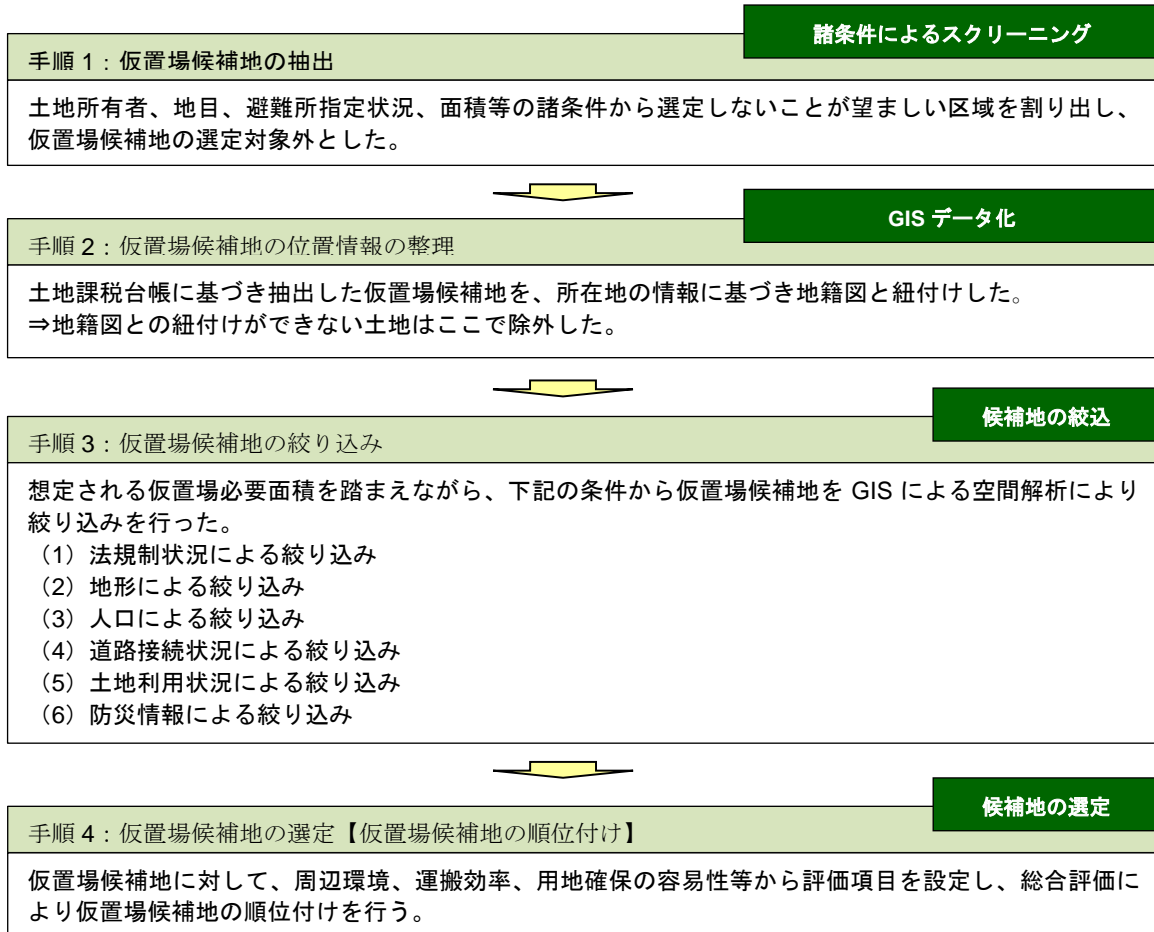 諸条件によるスクリーニング
手順 1：仮置場候補地の抽出
土地所有者、地目、避難所指定状況、面積等の諸条件から選定しないことが望ましい区域を割り出し、
仮置場候補地の選定対象外とした。
GIS データ化
手順 2：仮置場候補地の位置情報の整理
土地課税台帳に基づき抽出した仮置場候補地を、所在地の情報に基づき地籍図と紐付けした。
⇒地籍図との紐付けができない土地はここで除外した。
候補地の絞込
手順 3：仮置場候補地の絞り込み
想定される仮置場必要面積を踏まえながら、下記の条件から仮置場候補地を GIS による空間解析により
絞り込みを行った。
（1）法規制状況による絞り込み
（2）地形による絞り込み
（3）人口による絞り込み
（4）道路接続状況による絞り込み
（5）土地利用状況による絞り込み
（6）防災情報による絞り込み
候補地の選定
手順 4：仮置場候補地の選定【仮置場候補地の順位付け】
仮置場候補地に対して、周辺環境、運搬効率、用地確保の容易性等から評価項目を設定し、総合評価に
より仮置場候補地の順位付けを行う。